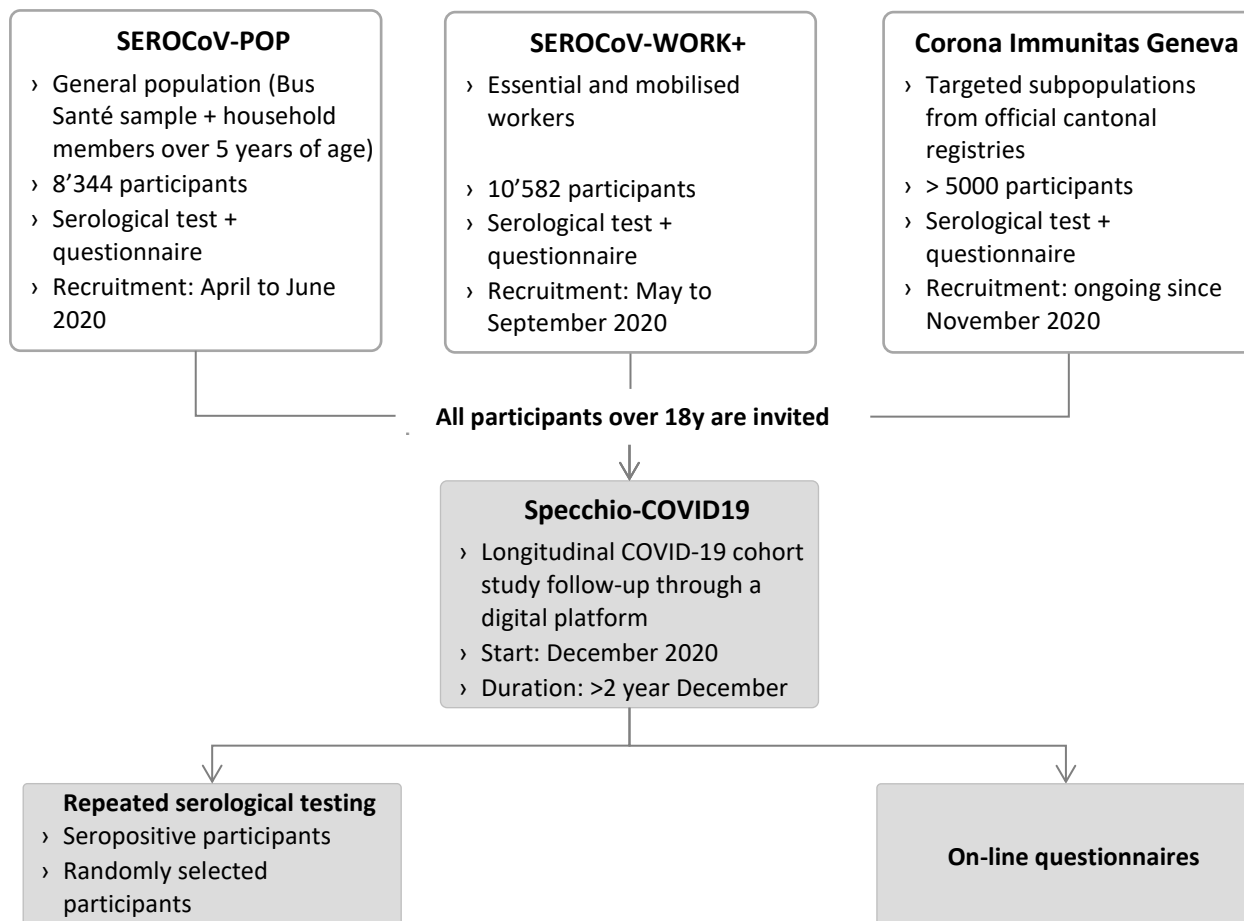 SEROCoV-POP
› General population (Bus
Santé sample + household
members over 5 years of age)
› 8’344 participants
› Serological test +
questionnaire
› Recruitment: April to June
2020
SEROCoV-WORK+
› Essential and mobilised
workers
› 10’582 participants
› Serological test +
questionnaire
› Recruitment: May to
September 2020
Corona Immunitas Geneva
› Targeted subpopulations
from official cantonal
registries
› > 5000 participants
› Serological test +
questionnaire
› Recruitment: ongoing since
November 2020
All participants over 18y are invited
Specchio-COVID19
› Longitudinal COVID-19 cohort
study follow-up through a
digital platform
› Start: December 2020
› Duration: >2 year December
Repeated serological testing
› Seropositive participants
› Randomly selected
participants
On-line questionnaires